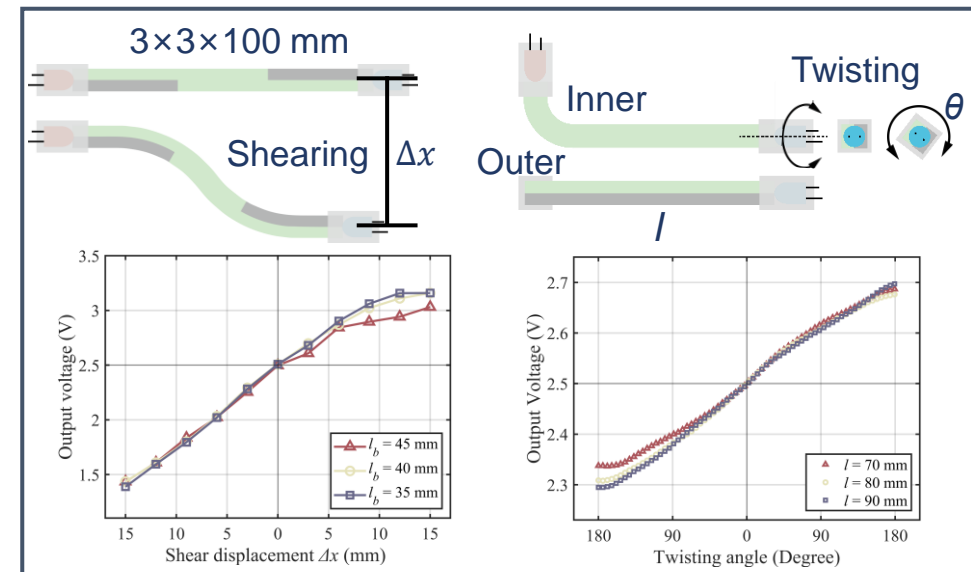 3×3×100 mm
Shearing
Δx
Inner
Outer
Twisting
θ
l
3.5
3
2.5
2
1.5
Output voltage (V)
l_b = 45 mm
l_b = 40 mm
l_b = 35 mm
15 10 5 0 5 10 15
Shear displacement Δx (mm)
2.7
2.6
2.5
2.4
2.3
Output Voltage (V)
l = 70 mm
l = 80 mm
l = 90 mm
180 90 0 90 180
Twisting angle (Degree)